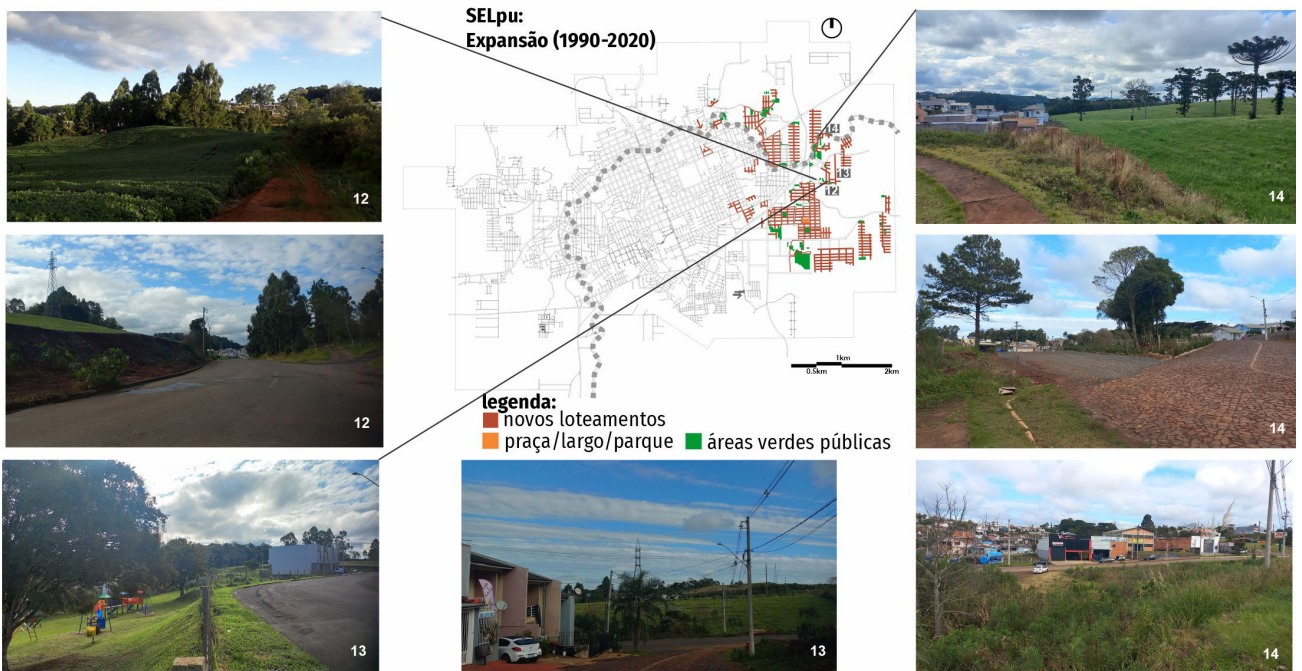 SELpu:
Expansão (1990-2020)
12
14
14
13
12
12
14
1km
0.5km 2km
legenda:
novos loteamentos
praça/largo/parque áreas verdes públicas
13
13
14